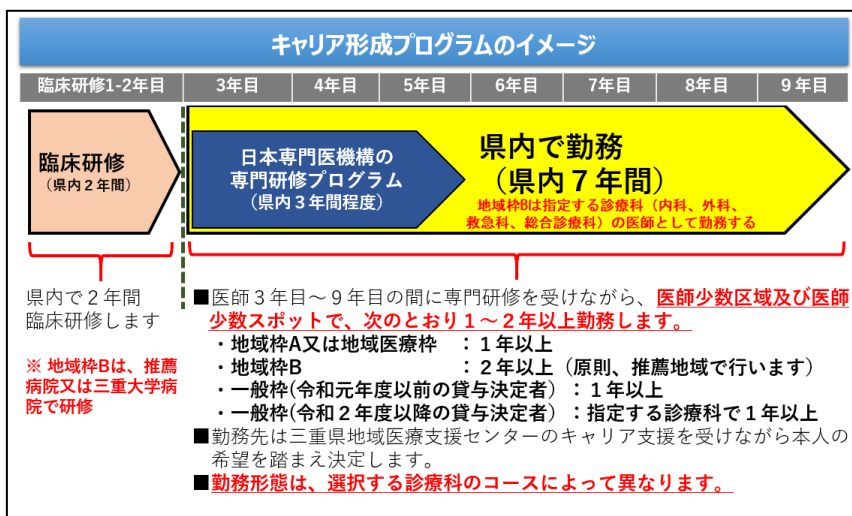 キャリア形成プログラムのイメージ
臨床研修1-2年目 3年目 4年目 5年目 6年目 7年目 8年目 9年目
臨床研修
（県内２年間）
日本専門医機構の
専門研修プログラム
（県内３年間程度）
県内で勤務
（県内７年間）
地域枠Bは指定する診療科（内科、外科、
救急科、総合診療科）の医師として勤務する
県内で２年間
臨床研修します
※ 地域枠Bは、推薦
病院又は三重大学病
院で研修
■医師３年目～９年目の間に専門研修を受けながら、医師少数区域及び医師
少数スポットで、次のとおり１～２年以上勤務します。
・地域枠A又は地域医療枠 ：１年以上
・地域枠B ：２年以上（原則、推薦地域で行います）
・一般枠(令和元年度以前の貸与決定者）：１年以上
・一般枠(令和２年度以降の貸与決定者）：指定する診療科で１年以上
■勤務先は三重県地域医療支援センターのキャリア支援を受けながら本人の
希望を踏まえ決定します。
■勤務形態は、選択する診療科のコースによって異なります。